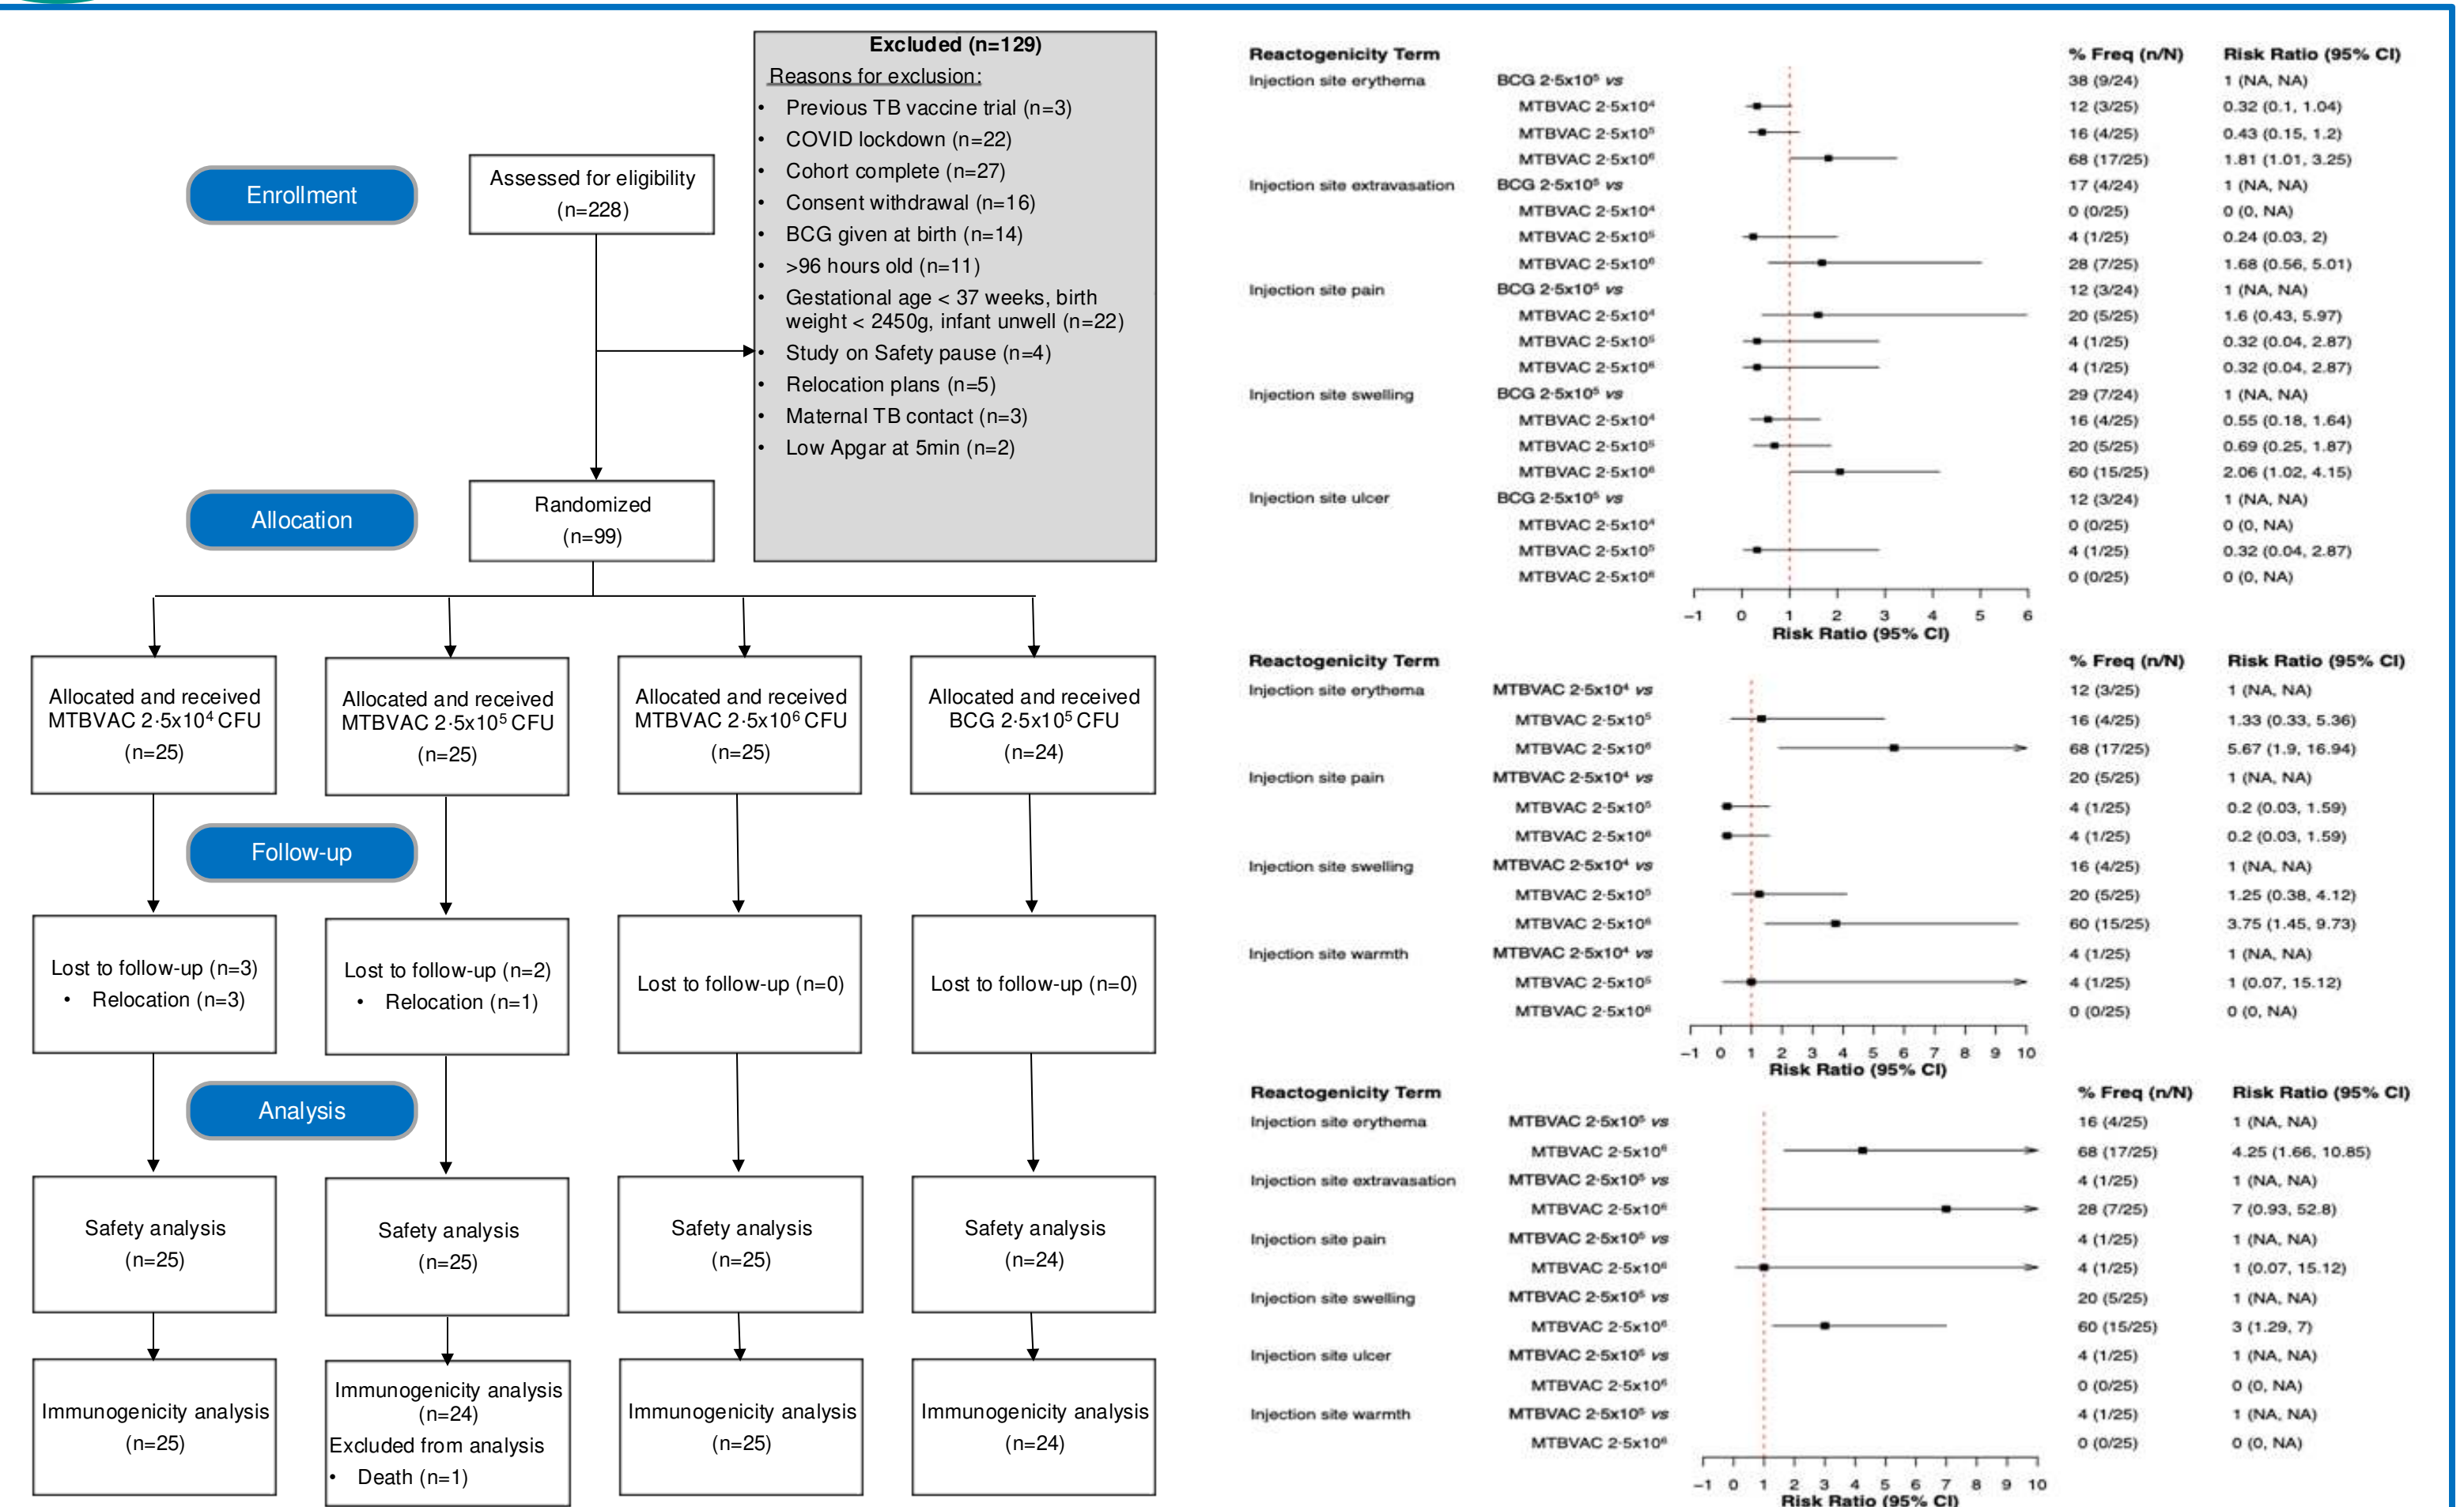 Enrollment
Assessed for eligibility
(n=228)
Excluded (n=129)
Reasons for exclusion:
• Previous TB vaccine trial (n=3)
• COVID lockdown (n=22)
• Cohort complete (n=27)
• Consent withdrawal (n=16)
• BCG given at birth (n=14)
• >96 hours old (n=11)
• Gestational age < 37 weeks, birth
weight < 2450g, infant unwell (n=22)
• Study on Safety pause (n=4)
• Relocation plans (n=5)
• Maternal TB contact (n=3)
• Low Apgar at 5min (n=2)
Allocation
Randomized
(n=99)
Allocated and received
MTBVAC 2·5x10⁴ CFU
(n=25)
Allocated and received
MTBVAC 2·5x10⁵ CFU
(n=25)
Allocated and received
MTBVAC 2·5x10⁶ CFU
(n=25)
Allocated and received
BCG 2·5x10⁵ CFU
(n=24)
Follow-up
Lost to follow-up (n=3)
• Relocation (n=3)
Lost to follow-up (n=2)
• Relocation (n=1)
Lost to follow-up (n=0)
Lost to follow-up (n=0)
Analysis
Safety analysis
(n=25)
Safety analysis
(n=25)
Safety analysis
(n=25)
Safety analysis
(n=24)
Immunogenicity analysis
(n=25)
Immunogenicity analysis
(n=24)
Excluded from analysis
• Death (n=1)
Immunogenicity analysis
(n=25)
Immunogenicity analysis
(n=24)
Reactogenicity Term % Freq (n/N) Risk Ratio (95% CI)
Injection site erythema BCG 2·5x10⁵ vs 38 (9/24) 1 (NA, NA)
MTBVAC 2·5x10⁴ 12 (3/25) 0.32 (0.1, 1.04)
MTBVAC 2·5x10⁵ 16 (4/25) 0.43 (0.15, 1.2)
MTBVAC 2·5x10⁶ 68 (17/25) 1.81 (1.01, 3.25)
Injection site extravasation BCG 2·5x10⁵ vs 17 (4/24) 1 (NA, NA)
MTBVAC 2·5x10⁴ 0 (0/25) 0 (0, NA)
MTBVAC 2·5x10⁵ 4 (1/25) 0.24 (0.03, 2)
MTBVAC 2·5x10⁶ 28 (7/25) 1.68 (0.56, 5.01)
Injection site pain BCG 2·5x10⁵ vs 12 (3/24) 1 (NA, NA)
MTBVAC 2·5x10⁴ 20 (5/25) 1.6 (0.43, 5.97)
MTBVAC 2·5x10⁵ 4 (1/25) 0.32 (0.04, 2.87)
MTBVAC 2·5x10⁶ 4 (1/25) 0.32 (0.04, 2.87)
Injection site swelling BCG 2·5x10⁵ vs 29 (7/24) 1 (NA, NA)
MTBVAC 2·5x10⁴ 16 (4/25) 0.55 (0.18, 1.64)
MTBVAC 2·5x10⁵ 20 (5/25) 0.69 (0.25, 1.87)
MTBVAC 2·5x10⁶ 60 (15/25) 2.06 (1.02, 4.15)
Injection site ulcer BCG 2·5x10⁵ vs 12 (3/24) 1 (NA, NA)
MTBVAC 2·5x10⁴ 0 (0/25) 0 (0, NA)
MTBVAC 2·5x10⁵ 4 (1/25) 0.32 (0.04, 2.87)
MTBVAC 2·5x10⁶ 0 (0/25) 0 (0, NA)
−1 0 1 2 3 4 5 6
Risk Ratio (95% CI)
Reactogenicity Term % Freq (n/N) Risk Ratio (95% CI)
Injection site erythema MTBVAC 2·5x10⁴ vs 12 (3/25) 1 (NA, NA)
MTBVAC 2·5x10⁵ 16 (4/25) 1.33 (0.33, 5.36)
MTBVAC 2·5x10⁶ 68 (17/25) 5.67 (1.9, 16.94)
Injection site pain MTBVAC 2·5x10⁴ vs 20 (5/25) 1 (NA, NA)
MTBVAC 2·5x10⁵ 4 (1/25) 0.2 (0.03, 1.59)
MTBVAC 2·5x10⁶ 4 (1/25) 0.2 (0.03, 1.59)
Injection site swelling MTBVAC 2·5x10⁴ vs 16 (4/25) 1 (NA, NA)
MTBVAC 2·5x10⁵ 20 (5/25) 1.25 (0.38, 4.12)
MTBVAC 2·5x10⁶ 60 (15/25) 3.75 (1.45, 9.73)
Injection site warmth MTBVAC 2·5x10⁴ vs 4 (1/25) 1 (NA, NA)
MTBVAC 2·5x10⁵ 4 (1/25) 1 (0.07, 15.12)
MTBVAC 2·5x10⁶ 0 (0/25) 0 (0, NA)
−1 0 1 2 3 4 5 6 7 8 9 10
Risk Ratio (95% CI)
Reactogenicity Term % Freq (n/N) Risk Ratio (95% CI)
Injection site erythema MTBVAC 2·5x10⁵ vs 16 (4/25) 1 (NA, NA)
MTBVAC 2·5x10⁶ 68 (17/25) 4.25 (1.66, 10.85)
Injection site extravasation MTBVAC 2·5x10⁵ vs 4 (1/25) 1 (NA, NA)
MTBVAC 2·5x10⁶ 28 (7/25) 7 (0.93, 52.8)
Injection site pain MTBVAC 2·5x10⁵ vs 4 (1/25) 1 (NA, NA)
MTBVAC 2·5x10⁶ 4 (1/25) 1 (0.07, 15.12)
Injection site swelling MTBVAC 2·5x10⁵ vs 20 (5/25) 1 (NA, NA)
MTBVAC 2·5x10⁶ 60 (15/25) 3 (1.29, 7)
Injection site ulcer MTBVAC 2·5x10⁵ vs 4 (1/25) 1 (NA, NA)
MTBVAC 2·5x10⁶ 0 (0/25) 0 (0, NA)
Injection site warmth MTBVAC 2·5x10⁵ vs 4 (1/25) 1 (NA, NA)
MTBVAC 2·5x10⁶ 0 (0/25) 0 (0, NA)
−1 0 1 2 3 4 5 6 7 8 9 10
Risk Ratio (95% CI)